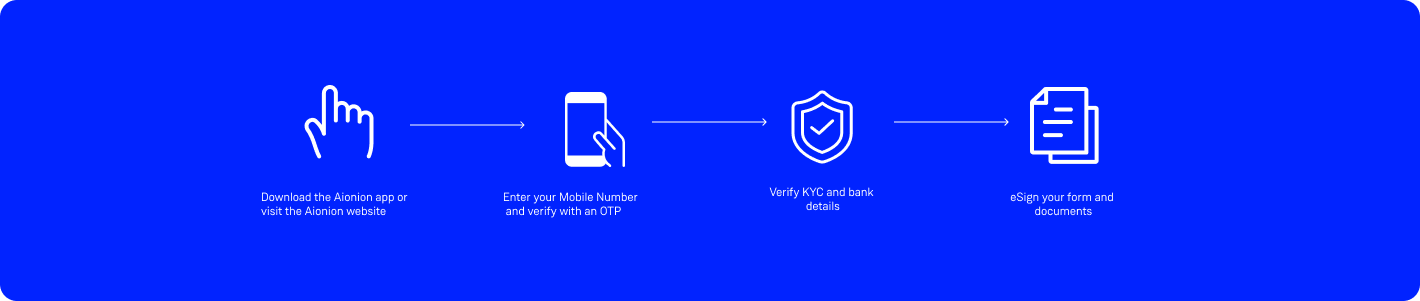 Download the Aionion app or
visit the Aionion website
Enter your Mobile Number
and verify with an OTP
Verify KYC and bank
details
eSign your form and
documents